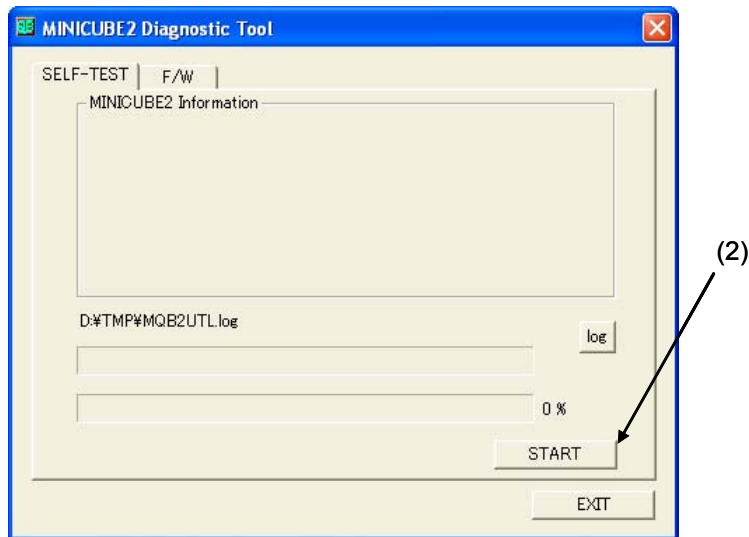 MINICUBE2 Diagnostic Tool
SELF-TEST F/W
MINICUBE2 Information
(2)
D:¥TMP¥MQB2UTL.log
log
0 %
START
EXIT